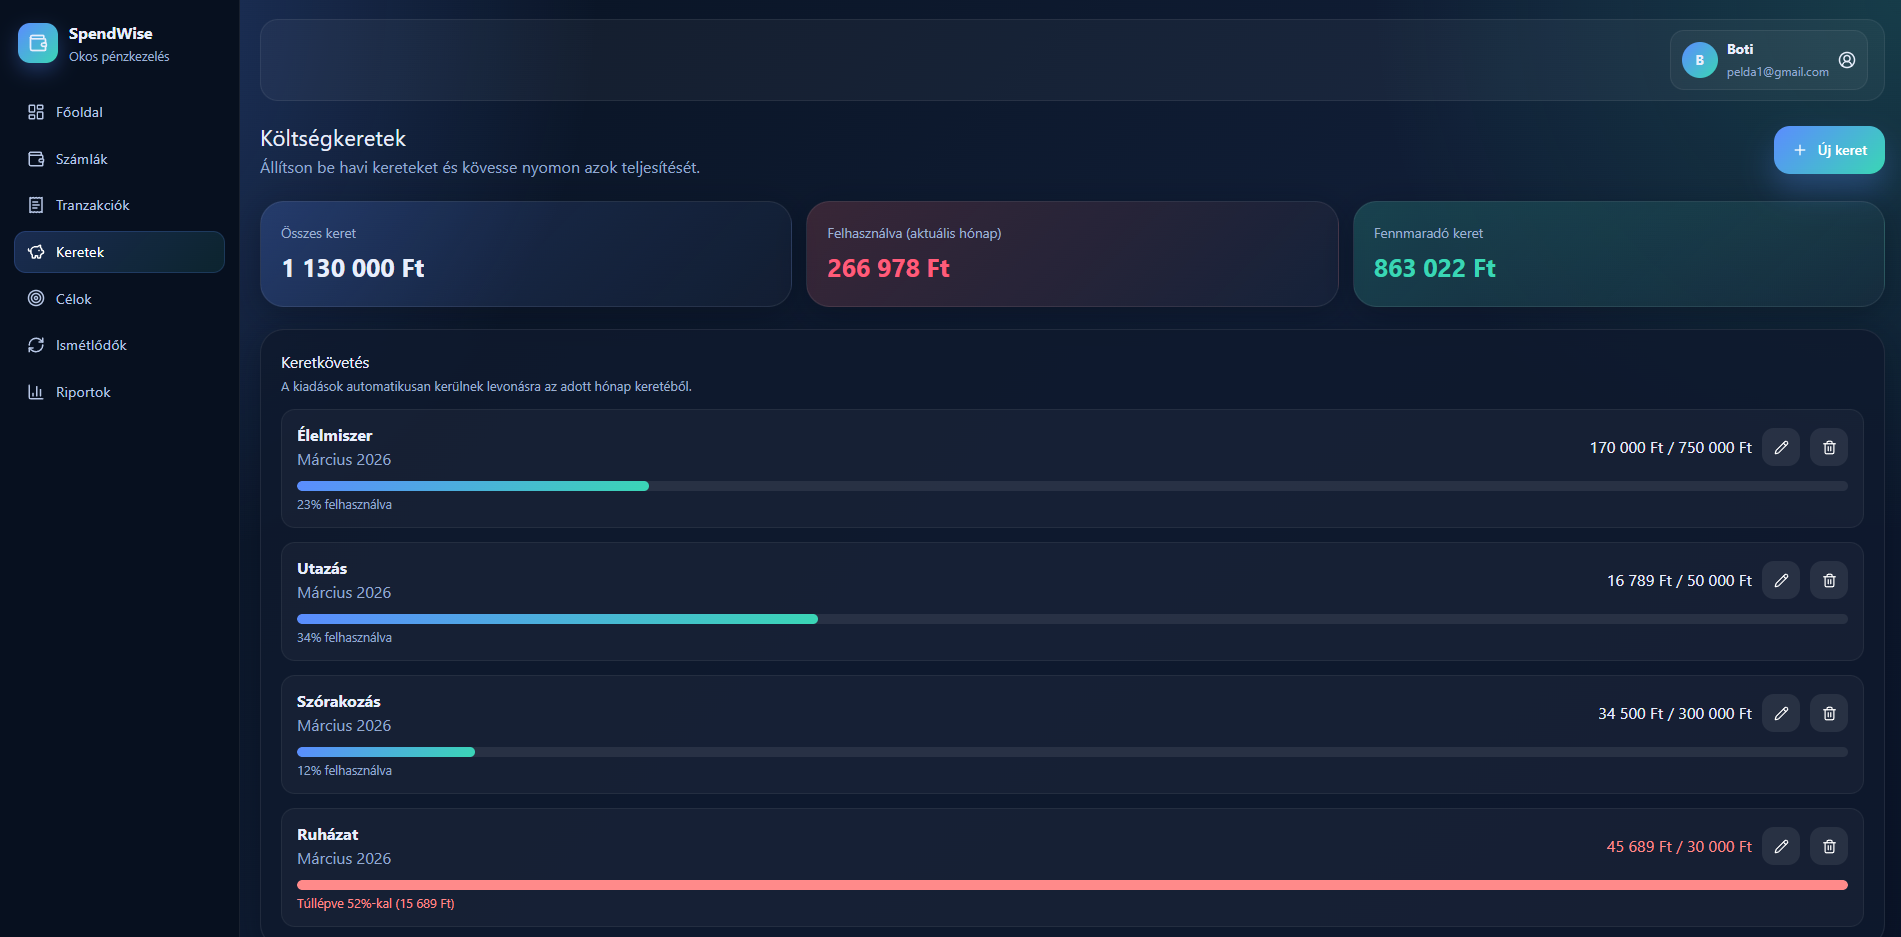 SpendWise
Okos pénzkezelés
Főoldal
Számlák
Tranzakciók
Keretek
Célok
Ismétlődők
Riportok
B
Boti
pelda1@gmail.com
Költségkeretek
Állítson be havi kereteket és kövesse nyomon azok teljesítését.
+ Új keret
Összes keret
1 130 000 Ft
Felhasználva (aktuális hónap)
266 978 Ft
Fennmaradó keret
863 022 Ft
Keretkövetés
A kiadások automatikusan kerülnek levonásra az adott hónap keretéből.
Élelmiszer
Március 2026
170 000 Ft / 750 000 Ft
23% felhasználva
Utazás
Március 2026
16 789 Ft / 50 000 Ft
34% felhasználva
Szórakozás
Március 2026
34 500 Ft / 300 000 Ft
12% felhasználva
Ruházat
Március 2026
45 689 Ft / 30 000 Ft
Túllépve 52%-kal (15 689 Ft)